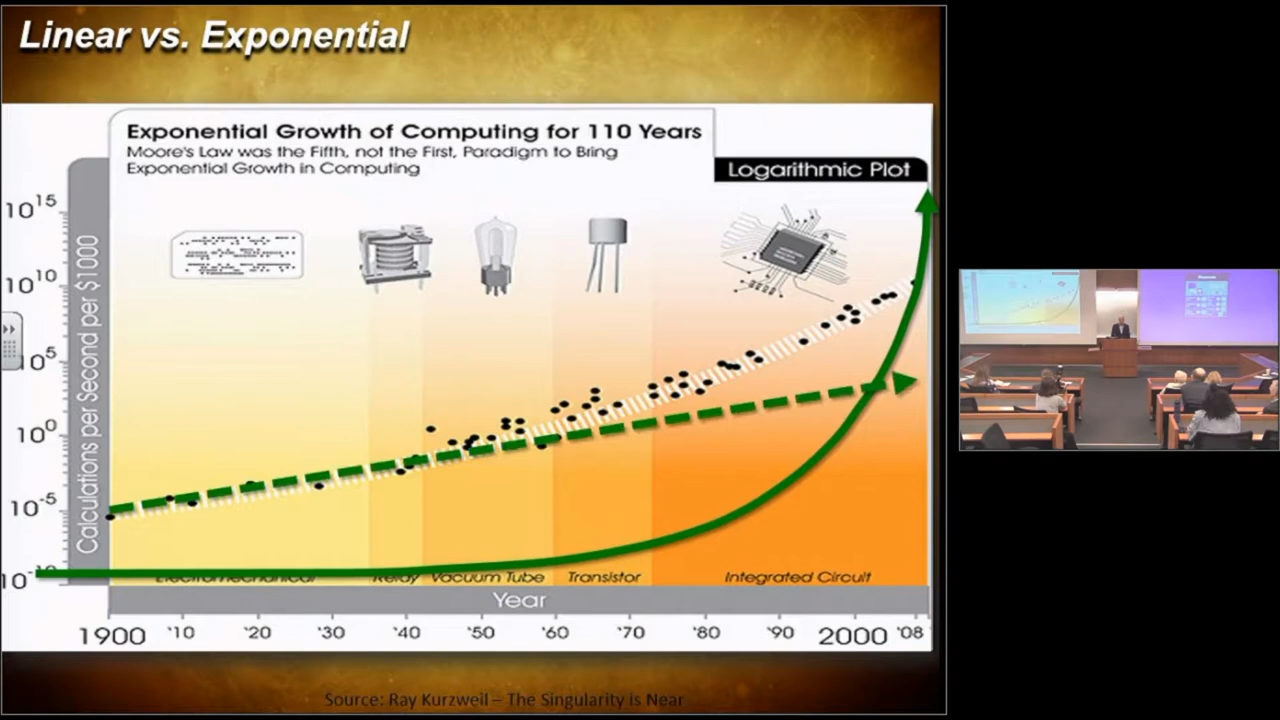 Linear vs. Exponential
Exponential Growth of Computing for 110 Years
Moore's Law was the Fifth, not the First, Paradigm to Bring
Exponential Growth in Computing
Logarithmic Plot
Calculations per Second per $1000
10^15
10^10
10^5
10^0
10^-5
10^-10
Electromechanical Relay Vacuum Tube Transistor Integrated Circuit
Year
1900 '10 '20 '30 '40 '50 '60 '70 '80 '90 2000 '08
Source: Ray Kurzweil – The Singularity is Near